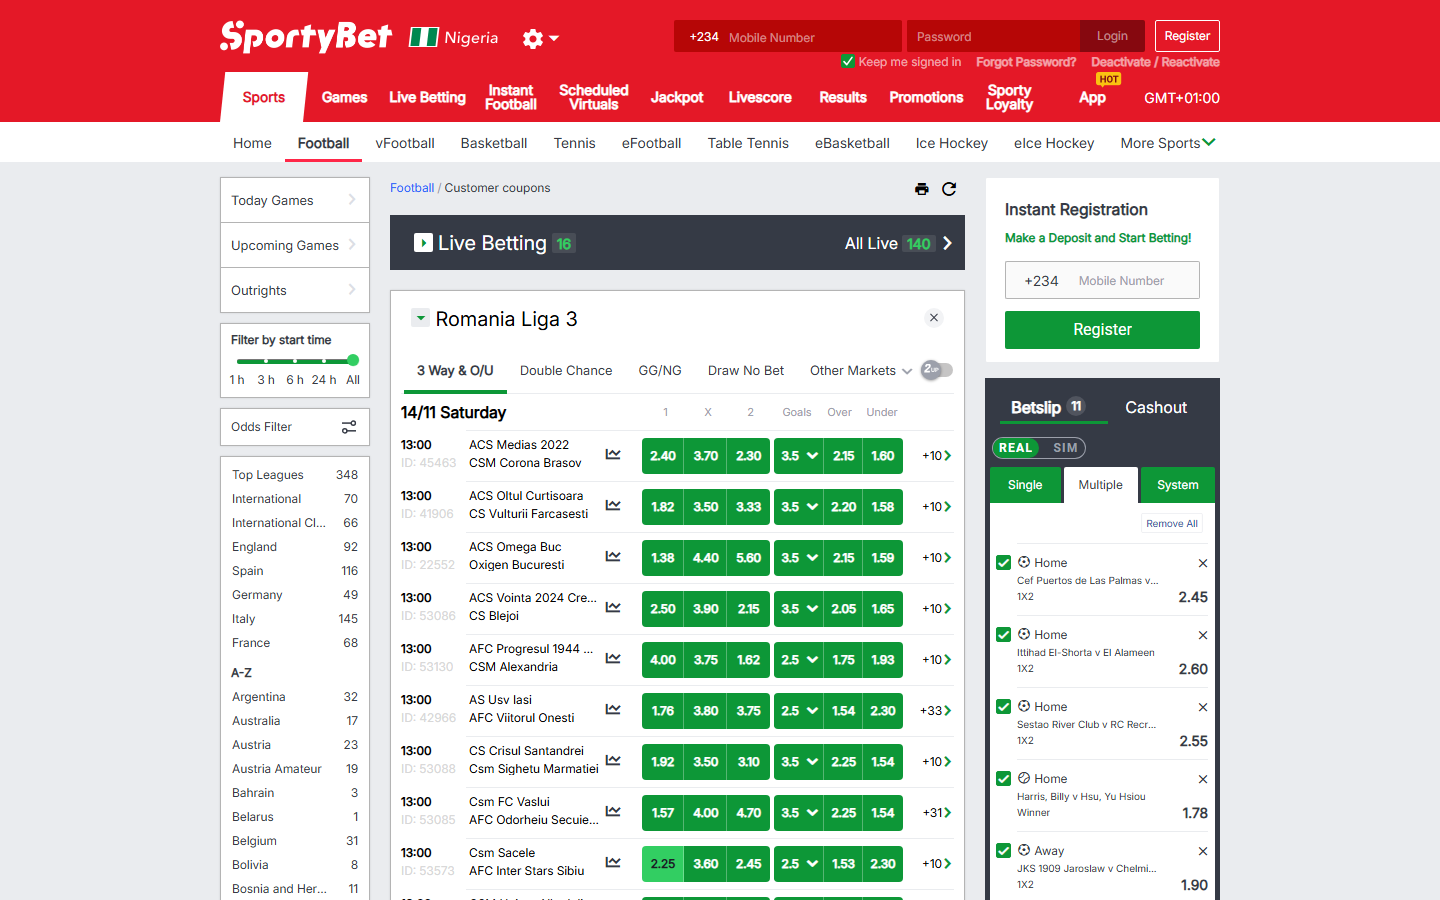 SportyBet
Nigeria
+234 Mobile Number
Password
Login
Register
Keep me signed in
Forgot Password?
Deactivate / Reactivate
Sports
Games
Live Betting
Instant Football
Scheduled Virtuals
Jackpot
Livescore
Results
Promotions
Sporty Loyalty
HOT
App
GMT+01:00
Home
Football
vFootball
Basketball
Tennis
eFootball
Table Tennis
eBasketball
Ice Hockey
eIce Hockey
More Sports
Today Games
Upcoming Games
Outrights
Filter by start time
1 h 3 h 6 h 24 h All
Odds Filter
Top Leagues 348
International 70
International Cl... 66
England 92
Spain 116
Germany 49
Italy 145
France 68
A-Z
Argentina 32
Australia 17
Austria 23
Austria Amateur 19
Bahrain 3
Belarus 1
Belgium 31
Bolivia 8
Bosnia and Her... 11
Football / Customer coupons
Live Betting 16
All Live 140
Romania Liga 3
3 Way & O/U
Double Chance
GG/NG
Draw No Bet
Other Markets
2UP
14/11 Saturday 1 X 2 Goals Over Under
13:00 ACS Medias 2022
ID: 45463 CSM Corona Brasov
2.40 3.70 2.30 3.5 2.15 1.60 +10
13:00 ACS Oltul Curtisoara
ID: 41906 CS Vulturii Farcasesti
1.82 3.50 3.33 3.5 2.20 1.58 +10
13:00 ACS Omega Buc
ID: 22552 Oxigen Bucuresti
1.38 4.40 5.60 3.5 2.15 1.59 +10
13:00 ACS Vointa 2024 Cre...
ID: 53086 CS Blejoi
2.50 3.90 2.15 3.5 2.05 1.65 +10
13:00 AFC Progresul 1944 ...
ID: 53130 CSM Alexandria
4.00 3.75 1.62 2.5 1.75 1.93 +10
13:00 AS Usv Iasi
ID: 42966 AFC Viitorul Onesti
1.76 3.80 3.75 2.5 1.54 2.30 +33
13:00 CS Crisul Santandrei
ID: 53088 Csm Sighetu Marmatiei
1.92 3.50 3.10 3.5 2.25 1.54 +10
13:00 Csm FC Vaslui
ID: 53085 AFC Odorheiu Secuie...
1.57 4.00 4.70 3.5 2.25 1.54 +31
13:00 Csm Sacele
ID: 53573 AFC Inter Stars Sibiu
2.25 3.60 2.45 2.5 1.53 2.30 +10
Instant Registration
Make a Deposit and Start Betting!
+234 Mobile Number
Register
Betslip 11
Cashout
REAL SIM
Single
Multiple
System
Remove All
Home
Cef Puertos de Las Palmas v...
1X2 2.45
Home
Ittihad El-Shorta v El Alameen
1X2 2.60
Home
Sestao River Club v RC Recr...
1X2 2.55
Home
Harris, Billy v Hsu, Yu Hsiou
Winner 1.78
Away
JKS 1909 Jaroslaw v Chelmi...
1X2 1.90